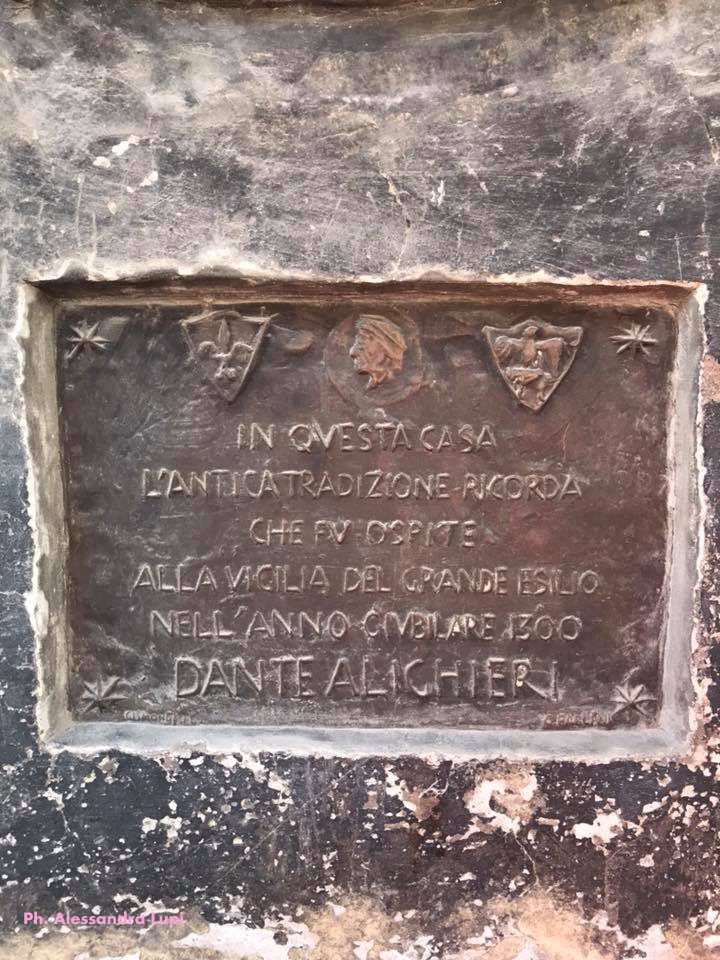 IN QVESTA CASA
L'ANTICA TRADIZIONE RICORDA
CHE FV OSPITE
ALLA VIGILIA DEL GRANDE ESILIO
NELL'ANNO GIVBILARE 1300
DANTE ALIGHIERI
Ph. Alessandra Lupi